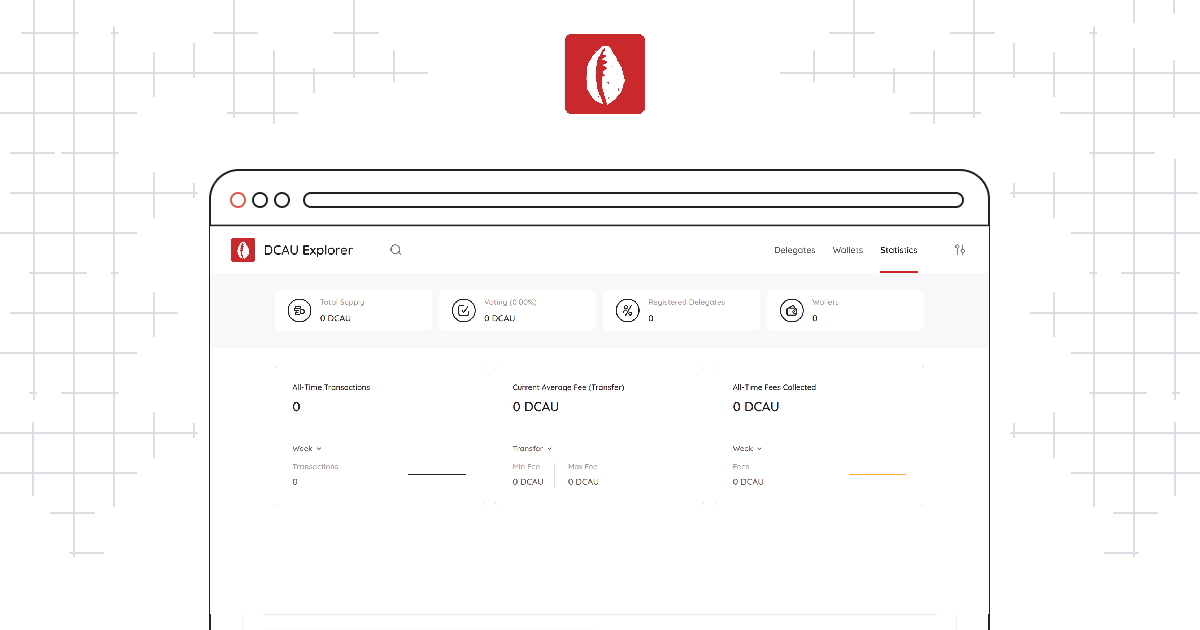 DCAU Explorer
Delegates Wallets Statistics
Total Supply
0 DCAU
Voting (0.00%)
0 DCAU
Registered Delegates
0
Wallets
0
All-Time Transactions
0
Week
Transactions
0
Current Average Fee (Transfer)
0 DCAU
Transfer
Min Fee
0 DCAU
Max Fee
0 DCAU
All-Time Fees Collected
0 DCAU
Week
Fees
0 DCAU